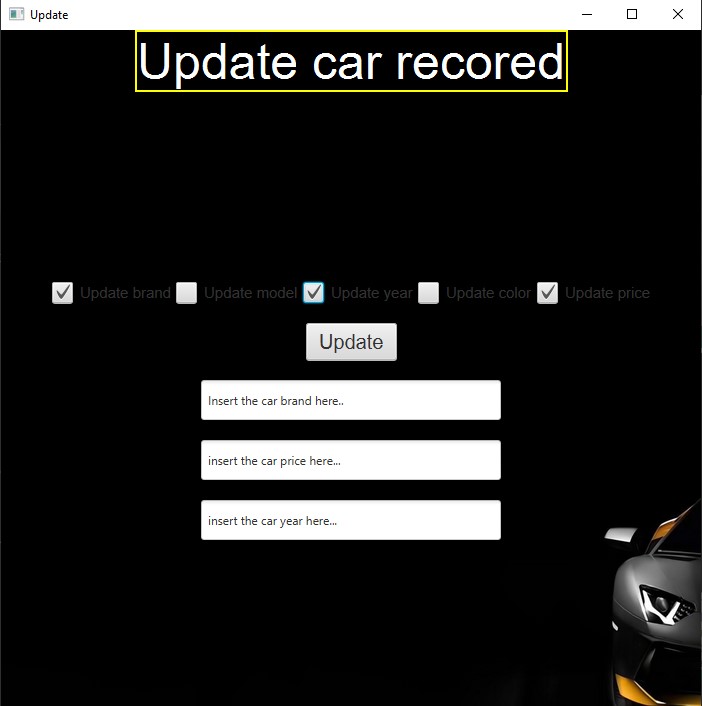 Update
Update car recored
Update brand Update model Update year Update color Update price
Update
Insert the car brand here..
insert the car price here...
insert the car year here...